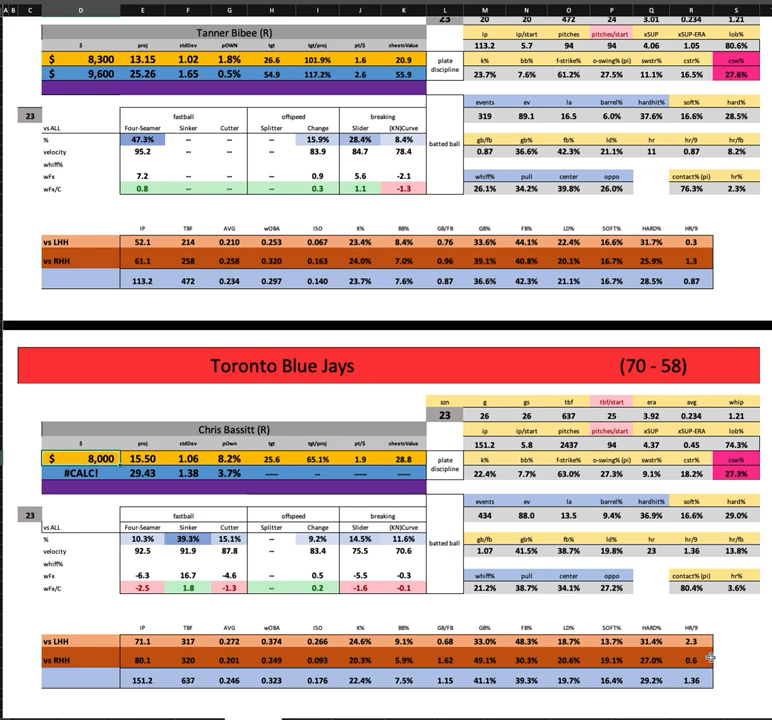 A B C D E F G H I J K L M N O P Q R S
23 20 20 472 24 3.01 0.234 1.21
Tanner Bibee (R) ip ip/start pitches pitches/start xSUP xSUP-ERA lob%
$ proj stdDev pOWN tgt tgt/proj pt/$ sheetsValue 113.2 5.7 94 94 4.06 1.05 80.6%
$ 8,300 13.15 1.02 1.8% 26.6 101.9% 1.6 20.9 plate discipline k% bb% f-strike% o-swing% (pi) swstr% cstr% csw%
$ 9,600 25.26 1.65 0.5% 54.9 117.2% 2.6 55.9 23.7% 7.6% 61.2% 27.5% 11.1% 16.5% 27.6%
events ev la barrel% hardhit% soft% hard%
23 fastball offspeed breaking 319 89.1 16.5 6.0% 37.6% 16.6% 28.5%
vs ALL Four-Seamer Sinker Cutter Splitter Change Slider (KN)Curve
% 47.3% -- -- -- 15.9% 28.4% 8.4% batted ball gb/fb gb% fb% ld% hr hr/9 hr/fb
velocity 95.2 -- -- -- 83.9 84.7 78.4 0.87 36.6% 42.3% 21.1% 11 0.87 8.2%
whiff%
wFx 7.2 -- -- -- 0.9 5.6 -2.1 whiff% pull center oppo contact% (pi) hr%
wFx/C 0.8 -- -- -- 0.3 1.1 -1.3 26.1% 34.2% 39.8% 26.0% 76.3% 2.3%
IP TBF AVG wOBA ISO K% BB% GB/FB GB% FB% LD% SOFT% HARD% HR/9
vs LHH 52.1 214 0.210 0.253 0.067 23.4% 8.4% 0.76 33.6% 44.1% 22.4% 16.6% 31.7% 0.3
vs RHH 61.1 258 0.258 0.320 0.163 24.0% 7.0% 0.96 39.1% 40.8% 20.1% 16.7% 25.9% 1.3
113.2 472 0.234 0.297 0.140 23.7% 7.6% 0.87 36.6% 42.3% 21.1% 16.7% 28.5% 0.87
Toronto Blue Jays (70 - 58)
szn g gs tbf tbf/start era avg whip
23 26 26 637 25 3.92 0.234 1.21
Chris Bassitt (R) ip ip/start pitches pitches/start xSUP xSUP-ERA lob%
$ proj stdDev pOwn tgt tgt/proj pt/$ sheetsValue 151.2 5.8 2437 94 4.37 0.45 74.3%
$ 8,000 15.50 1.06 8.2% 25.6 65.1% 1.9 28.8 plate discipline k% bb% f-strike% o-swing% (pi) swstr% cstr% csw%
#CALC! 29.43 1.38 3.7% ----- ----- ----- ----- 22.4% 7.7% 63.0% 27.3% 9.1% 18.2% 27.3%
events ev la barrel% hardhit% soft% hard%
23 fastball offspeed breaking 434 88.0 13.5 9.4% 36.9% 16.6% 29.0%
vs ALL Four-Seamer Sinker Cutter Splitter Change Slider (KN)Curve
% 10.3% 39.3% 15.1% -- 9.2% 14.5% 11.6% batted ball gb/fb gb% fb% ld% hr hr/9 hr/fb
velocity 92.5 91.9 87.8 -- 83.4 75.5 70.6 1.07 41.5% 38.7% 19.8% 23 1.36 13.8%
whiff%
wFx -6.3 16.7 -4.6 -- 0.5 -5.5 -0.3 whiff% pull center oppo contact% (pi) hr%
wFx/C -2.5 1.8 -1.3 -- 0.2 -1.6 -0.1 21.2% 38.7% 34.1% 27.2% 80.4% 3.6%
IP TBF AVG wOBA ISO K% BB% GB/FB GB% FB% LD% SOFT% HARD% HR/9
vs LHH 71.1 317 0.272 0.374 0.266 24.6% 9.1% 0.68 33.0% 48.3% 18.7% 13.7% 31.4% 2.3
vs RHH 80.1 320 0.201 0.249 0.093 20.3% 5.9% 1.62 49.1% 30.3% 20.6% 19.1% 27.0% 0.6
151.2 637 0.246 0.323 0.176 22.4% 7.5% 1.15 41.1% 39.3% 19.7% 16.4% 29.2% 1.36